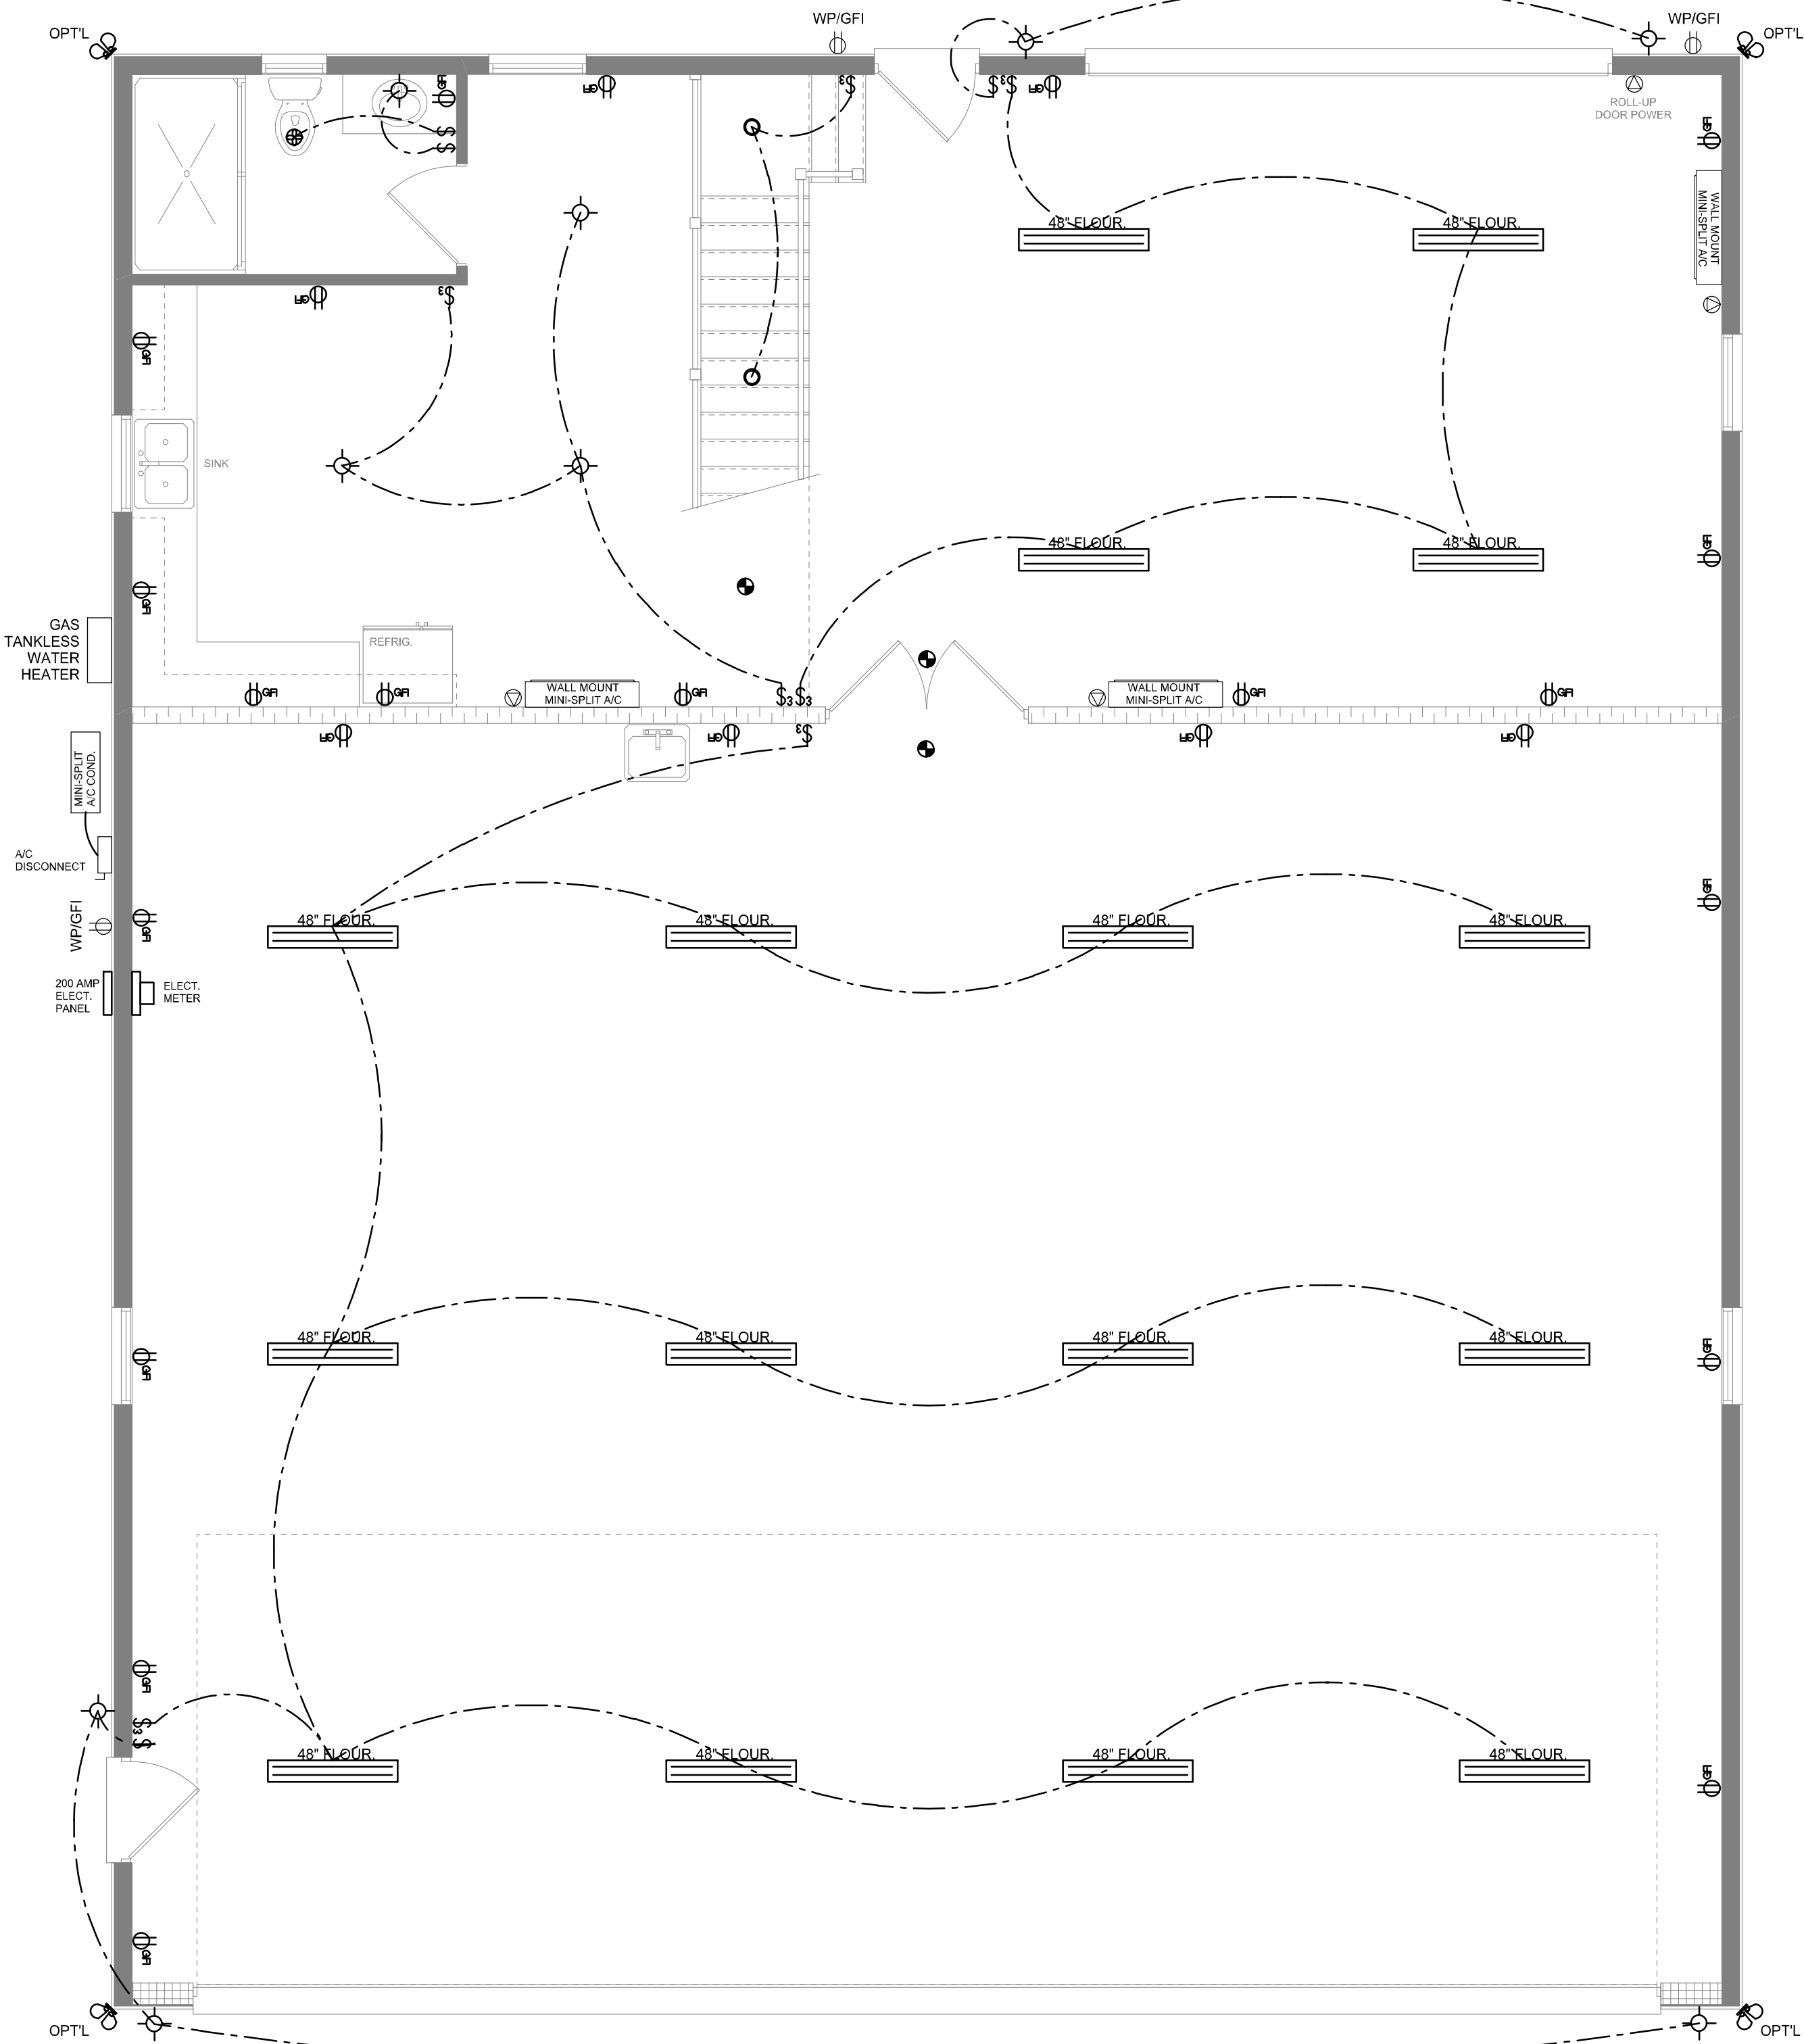 OPT'L
WP/GFI
WP/GFI
OPT'L
GFI
GFI
$3
$
$3
GFI
ROLL-UP
DOOR POWER
GFI
$
$
48" FLOUR.
48" FLOUR.
WALL MOUNT
MINI-SPLIT A/C
GFI
$3
GFI
SINK
48" FLOUR.
48" FLOUR.
GFI
GFI
GAS
TANKLESS
WATER
HEATER
REFRIG.
GFI
GFI
WALL MOUNT
MINI-SPLIT A/C
GFI
$3
$3
WALL MOUNT
MINI-SPLIT A/C
GFI
GFI
GFI
GFI
$3
GFI
GFI
MINI-SPLIT
A/C COND.
A/C
DISCONNECT
WP/GFI
GFI
48" FLOUR.
48" FLOUR.
48" FLOUR.
48" FLOUR.
GFI
200 AMP
ELECT.
PANEL
ELECT.
METER
48" FLOUR.
48" FLOUR.
48" FLOUR.
48" FLOUR.
GFI
GFI
GFI
$3
$
48" FLOUR.
48" FLOUR.
48" FLOUR.
48" FLOUR.
GFI
GFI
OPT'L
OPT'L